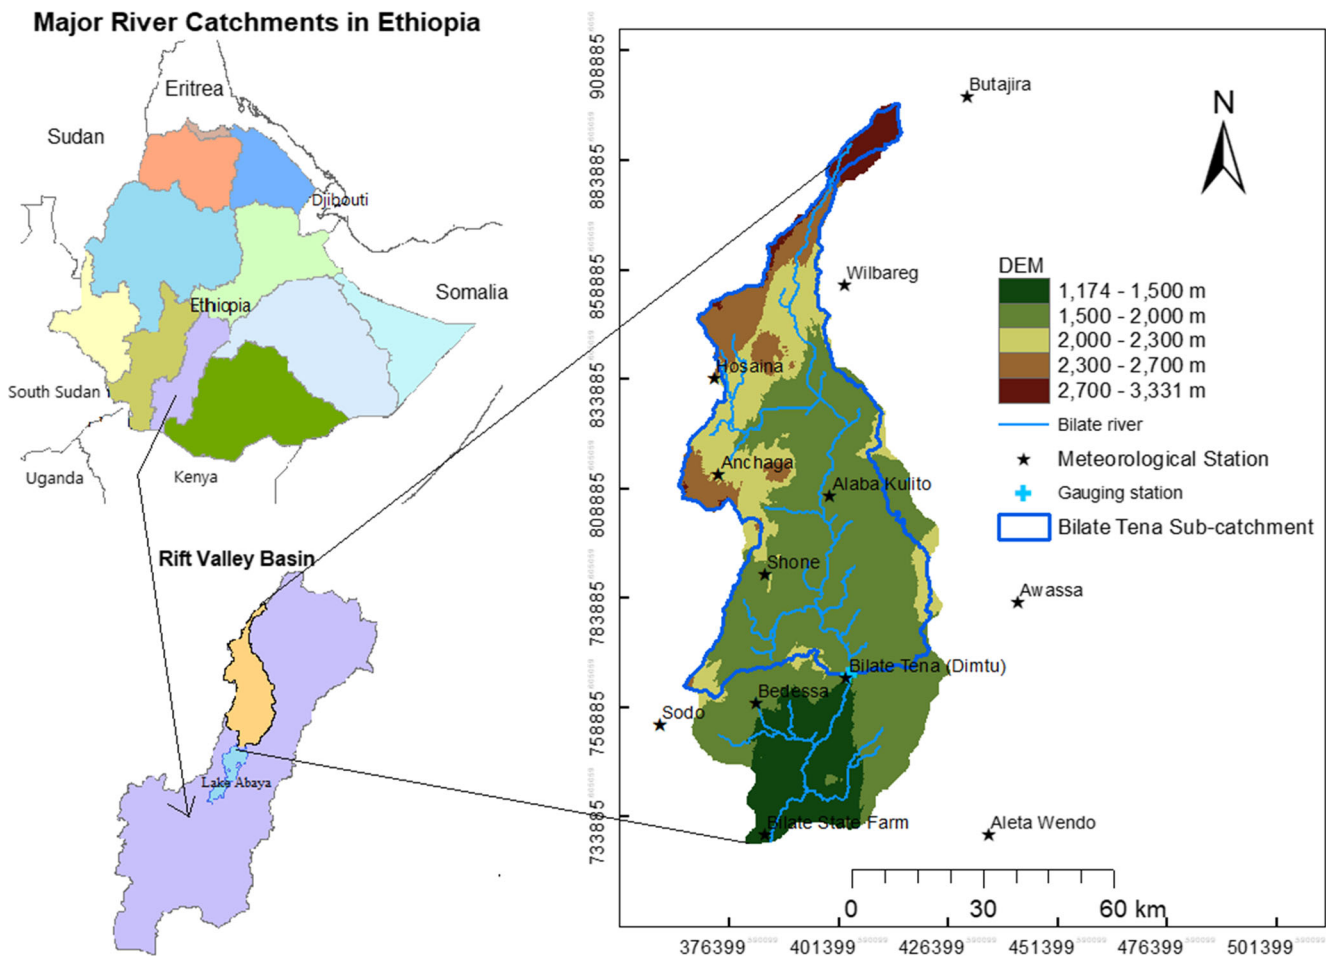 Major River Catchments in Ethiopia
Eritrea
Sudan
Djibouti
Ethiopia
Somalia
South Sudan
Uganda
Kenya
Rift Valley Basin
Lake Abaya
908885
883885
858885
833885
808885
783885
758885
733885
Butajira
N
Wilbareg
Hosaina
Anchaga
Alaba Kulito
Shone
Awassa
Bilate Tena (Dimtu)
Bedessa
Sodo
Bilate State Farm
Aleta Wendo
DEM
1,174 - 1,500 m
1,500 - 2,000 m
2,000 - 2,300 m
2,300 - 2,700 m
2,700 - 3,331 m
Bilate river
Meteorological Station
Gauging station
Bilate Tena Sub-catchment
0 30 60 km
376399 401399 426399 451399 476399 501399